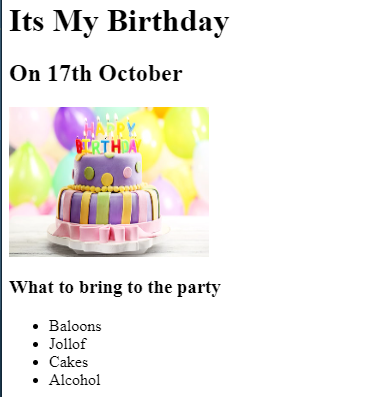 Its My Birthday
On 17th October
HAPPY
BIRTHDAY
What to bring to the party
Baloons
Jollof
Cakes
Alcohol